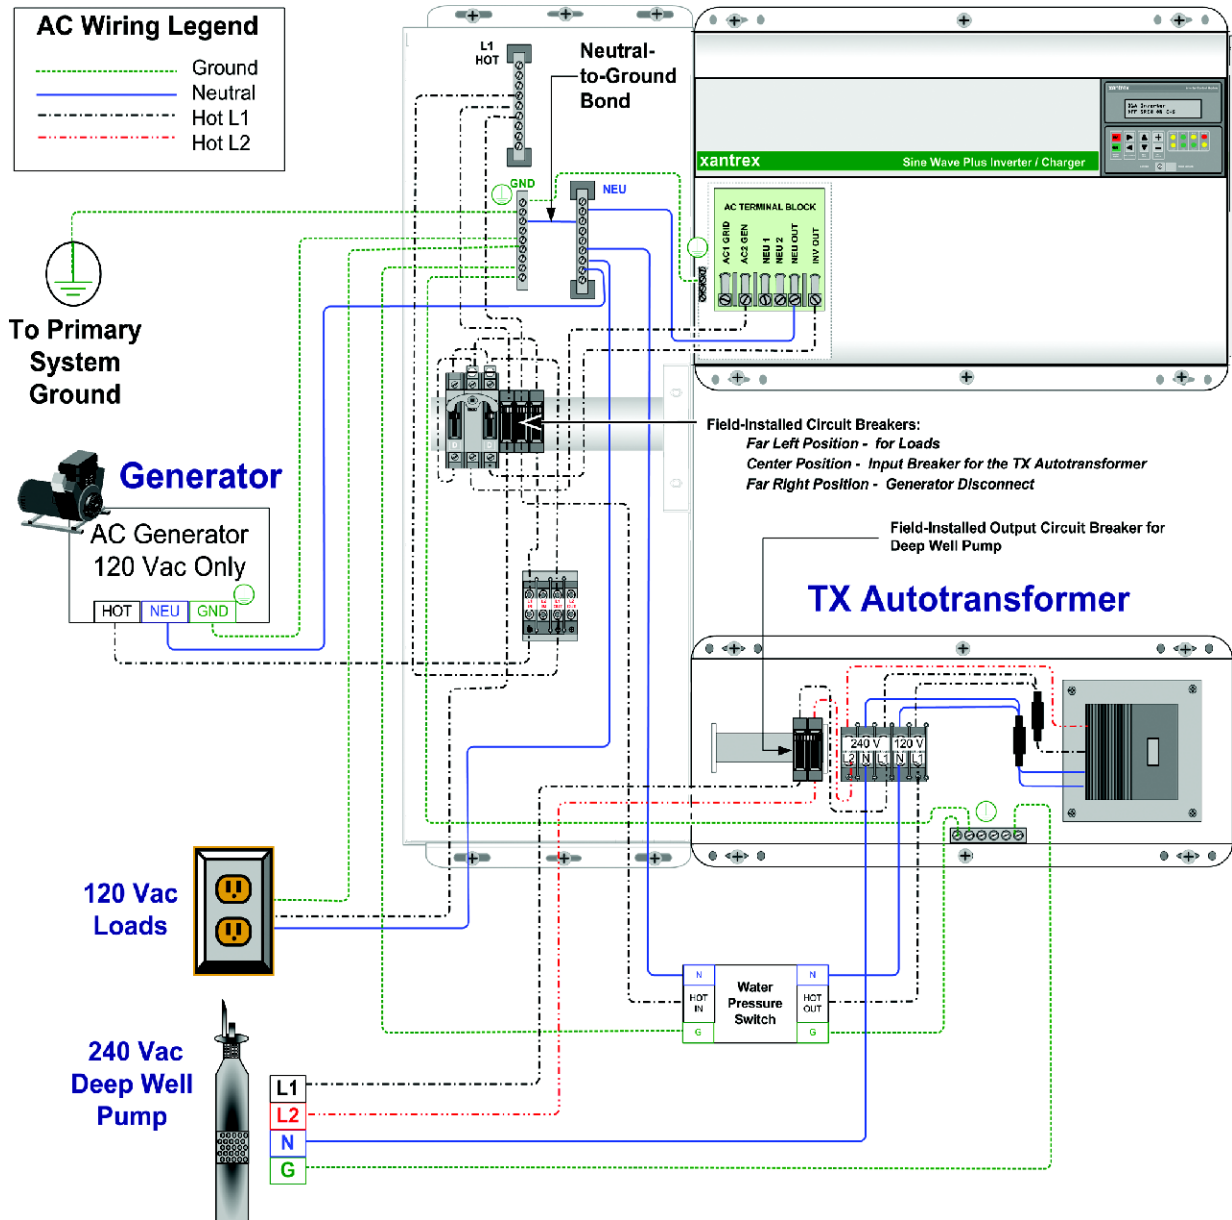 AC Wiring Legend
Ground
Neutral
Hot L1
Hot L2
L1
HOT
Neutral-
to-Ground
Bond
GND
NEU
xantrex
Sine Wave Plus Inverter / Charger
xantrex
AC TERMINAL BLOCK
AC1 GRID
AC2 GEN
NEU 1
NEU 2
NEU OUT
INV OUT
To Primary
System
Ground
Field-Installed Circuit Breakers:
Far Left Position - for Loads
Center Position - Input Breaker for the TX Autotransformer
Far Right Position - Generator Disconnect
Generator
AC Generator
120 Vac Only
HOT
NEU
GND
Field-Installed Output Circuit Breaker for
Deep Well Pump
TX Autotransformer
240 V
120 V
L2
N
L1
N
L1
120 Vac
Loads
N
HOT
IN
G
Water
Pressure
Switch
N
HOT
OUT
G
240 Vac
Deep Well
Pump
L1
L2
N
G